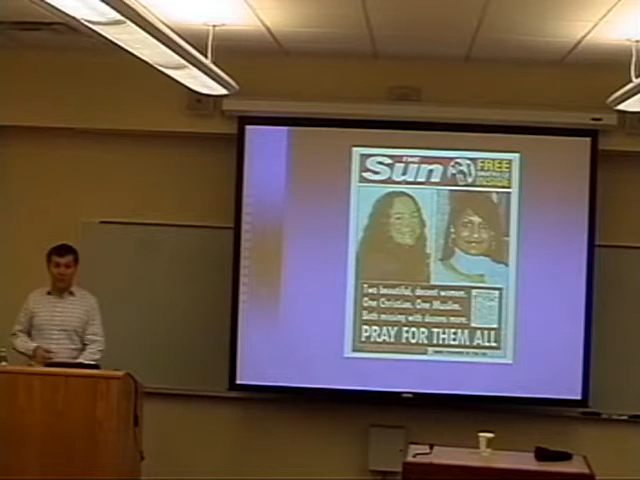 THE
Sun
FREE
INSIDE
Two beautiful, decent women.
One Christian. One Muslim.
Both missing with dozens more.
PRAY FOR THEM ALL